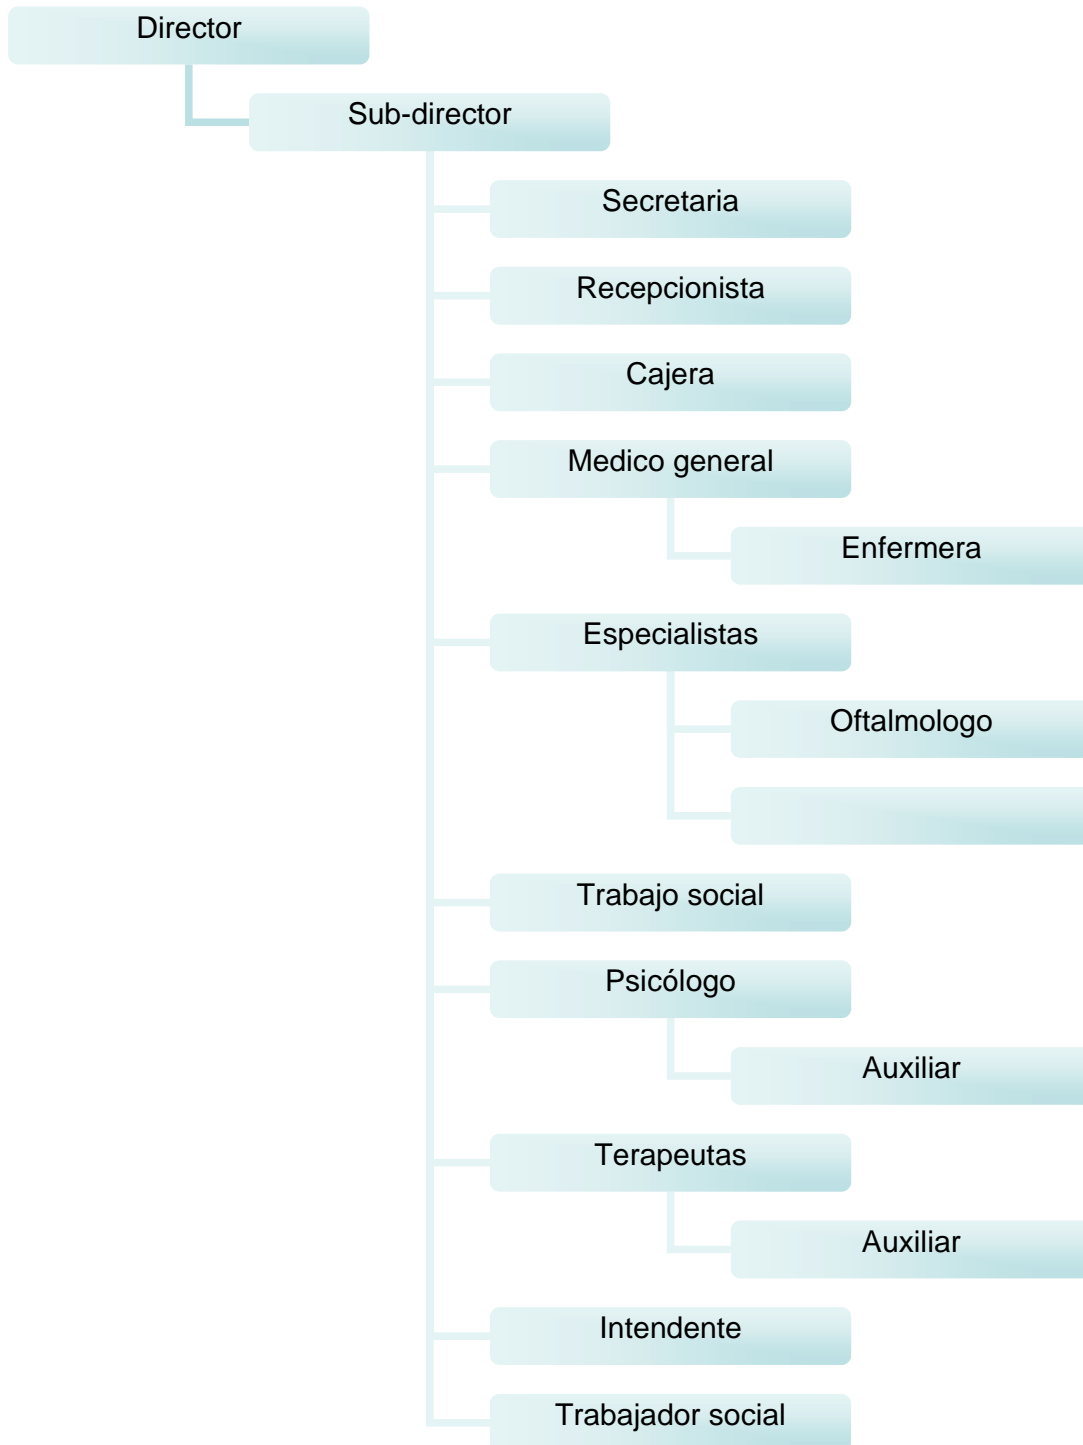 Director
Sub-director
Secretaria
Recepcionista
Cajera
Medico general
Enfermera
Especialistas
Oftalmologo
Trabajo social
Psicólogo
Auxiliar
Terapeutas
Auxiliar
Intendente
Trabajador social